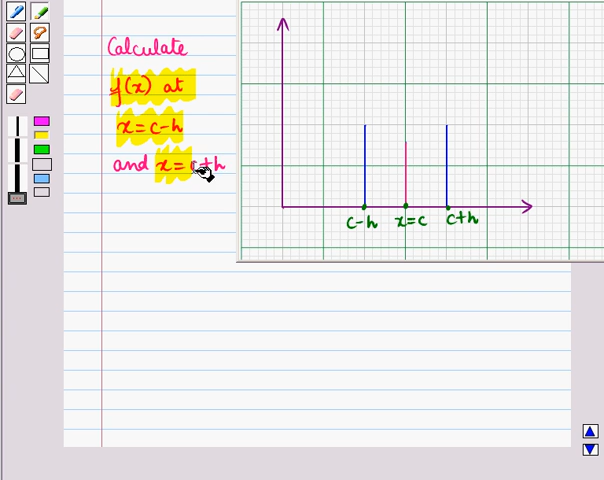 Calculate
f(x) at
x=c-h
and x=c+h
c-h x=c c+h